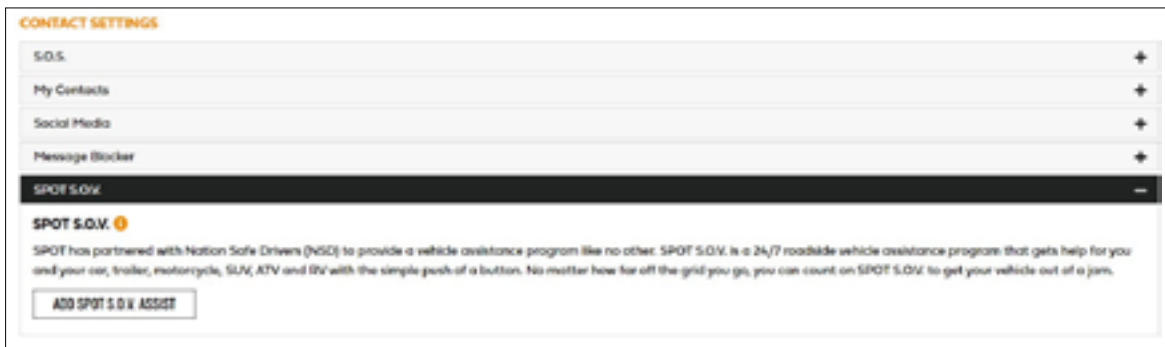 CONTACT SETTINGS
S.O.S.
My Contacts
Social Media
Message Blocker
SPOT S.O.V.
SPOT S.O.V.
SPOT has partnered with Nation Safe Drivers (NSD) to provide a vehicle assistance program like no other. SPOT S.O.V. is a 24/7 roadside vehicle assistance program that gets help for you
and your car, trailer, motorcycle, SUV, ATV and RV with the simple push of a button. No matter how far off the grid you go, you can count on SPOT S.O.V. to get your vehicle out of a jam.
ADD SPOT S.O.V. ASSIST